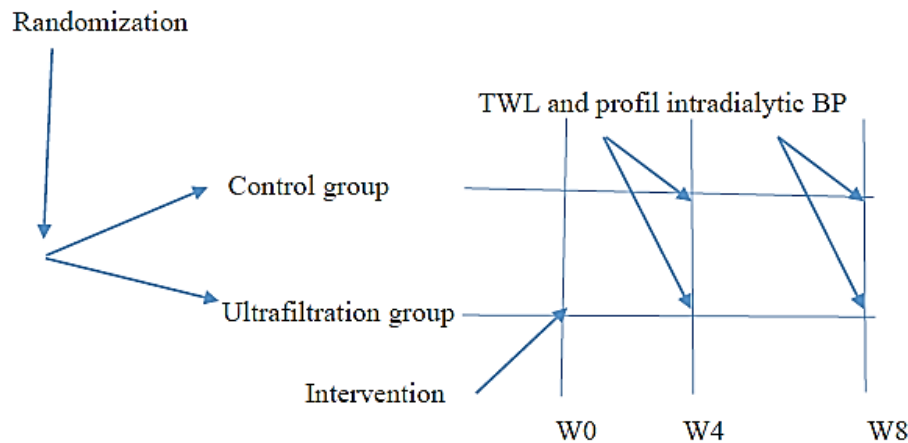 Randomization
TWL and profil intradialytic BP
Control group
Ultrafiltration group
Intervention
W0 W4 W8